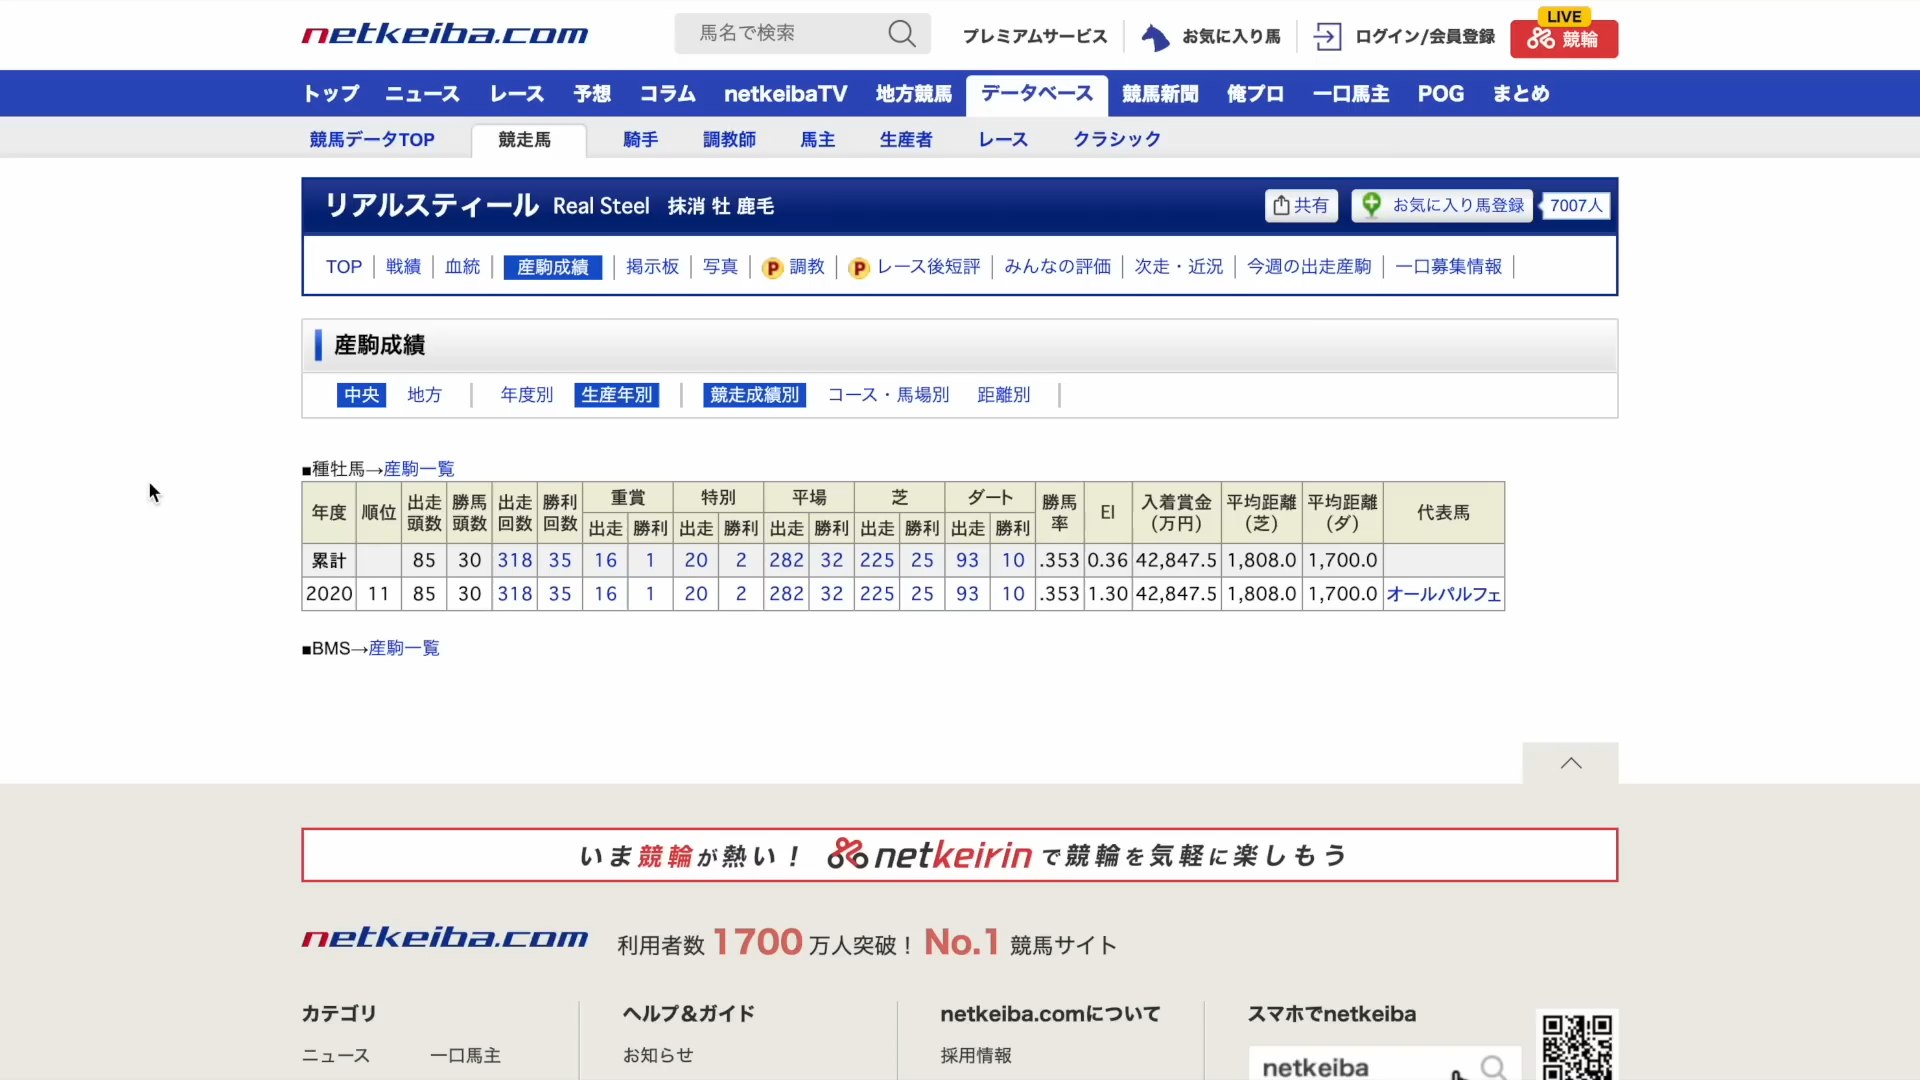 netkeiba.com 馬名で検索 プレミアムサービス お気に入り馬 ログイン/会員登録 LIVE 競輪
トップ ニュース レース 予想 コラム netkeibaTV 地方競馬 データベース 競馬新聞 俺プロ 一口馬主 POG まとめ
競馬データTOP 競走馬 騎手 調教師 馬主 生産者 レース クラシック
リアルスティール Real Steel 抹消 牡 鹿毛 共有 お気に入り馬登録 7007人
TOP 戦績 血統 産駒成績 掲示板 写真 P 調教 P レース後短評 みんなの評価 次走・近況 今週の出走産駒 一口募集情報
産駒成績
中央 地方 年度別 生産年別 競走成績別 コース・馬場別 距離別
■種牡馬→産駒一覧
年度 順位 出走頭数 勝馬頭数 出走回数 勝利回数 重賞 特別 平場 芝 ダート 勝馬率 EI 入着賞金(万円) 平均距離(芝) 平均距離(ダ) 代表馬
出走 勝利 出走 勝利 出走 勝利 出走 勝利 出走 勝利
累計 85 30 318 35 16 1 20 2 282 32 225 25 93 10 .353 0.36 42,847.5 1,808.0 1,700.0
2020 11 85 30 318 35 16 1 20 2 282 32 225 25 93 10 .353 1.30 42,847.5 1,808.0 1,700.0 オールパルフェ
■BMS→産駒一覧
いま競輪が熱い！ netkeirin で競輪を気軽に楽しもう
netkeiba.com 利用者数 1700 万人突破！ No.1 競馬サイト
カテゴリ ヘルプ&ガイド netkeiba.comについて スマホでnetkeiba
ニュース 一口馬主 お知らせ 採用情報 netkeiba